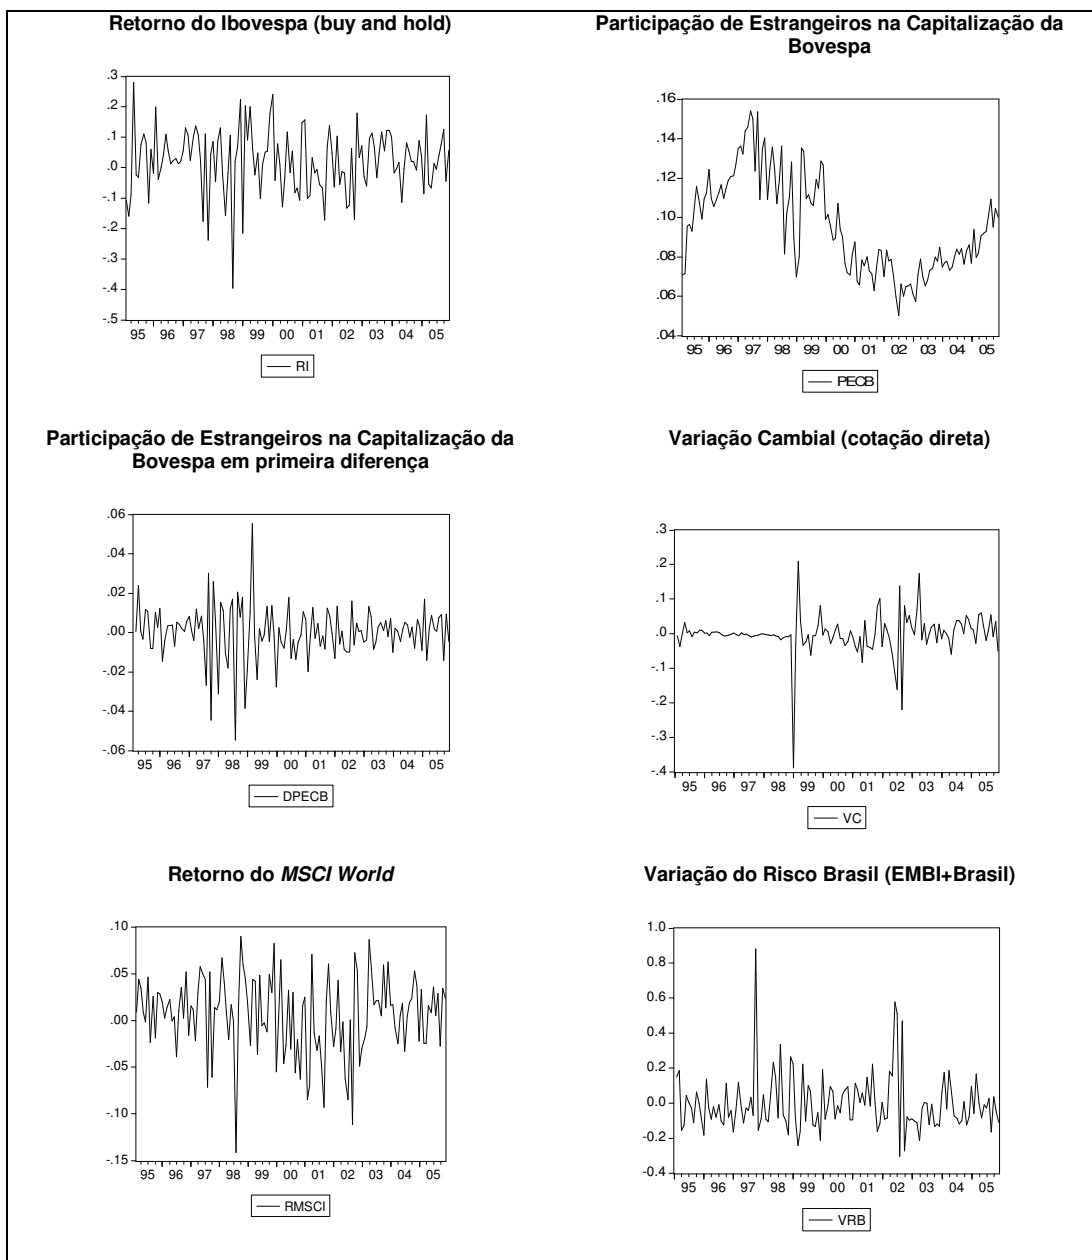 Retorno do Ibovespa (buy and hold)
.3
.2
.1
.0
-.1
-.2
-.3
-.4
-.5
95 96 97 98 99 00 01 02 03 04 05
RI
Participação de Estrangeiros na Capitalização da
Bovespa
.16
.14
.12
.10
.08
.06
.04
95 96 97 98 99 00 01 02 03 04 05
PECB
Participação de Estrangeiros na Capitalização da
Bovespa em primeira diferença
.06
.04
.02
.00
-.02
-.04
-.06
95 96 97 98 99 00 01 02 03 04 05
DPECB
Variação Cambial (cotação direta)
.3
.2
.1
.0
-.1
-.2
-.3
-.4
95 96 97 98 99 00 01 02 03 04 05
VC
Retorno do MSCI World
.10
.05
.00
-.05
-.10
-.15
95 96 97 98 99 00 01 02 03 04 05
RMSCI
Variação do Risco Brasil (EMBI+Brasil)
1.0
0.8
0.6
0.4
0.2
0.0
-0.2
-0.4
95 96 97 98 99 00 01 02 03 04 05
VRB